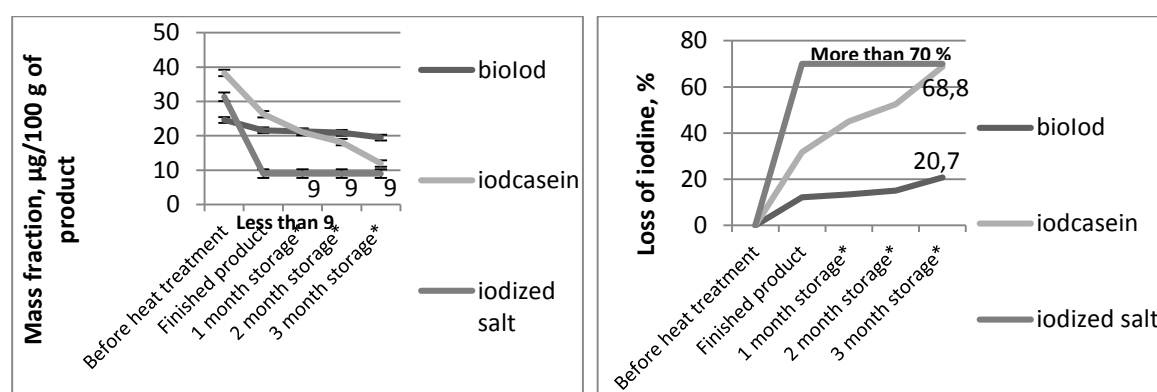 Mass fraction, µg/100 g of
product
50
40
30
20
10
0
9
9
9
Less than 9
Before heat treatment
Finished product
1 month storage*
2 month storage*
3 month storage*
bioIod
iodcasein
iodized
salt
Loss of iodine, %
80
60
40
20
0
More than 70 %
68,8
20,7
Before heat treatment
Finished product
1 month storage*
2 month storage*
3 month storage*
bioIod
iodcasein
iodized salt